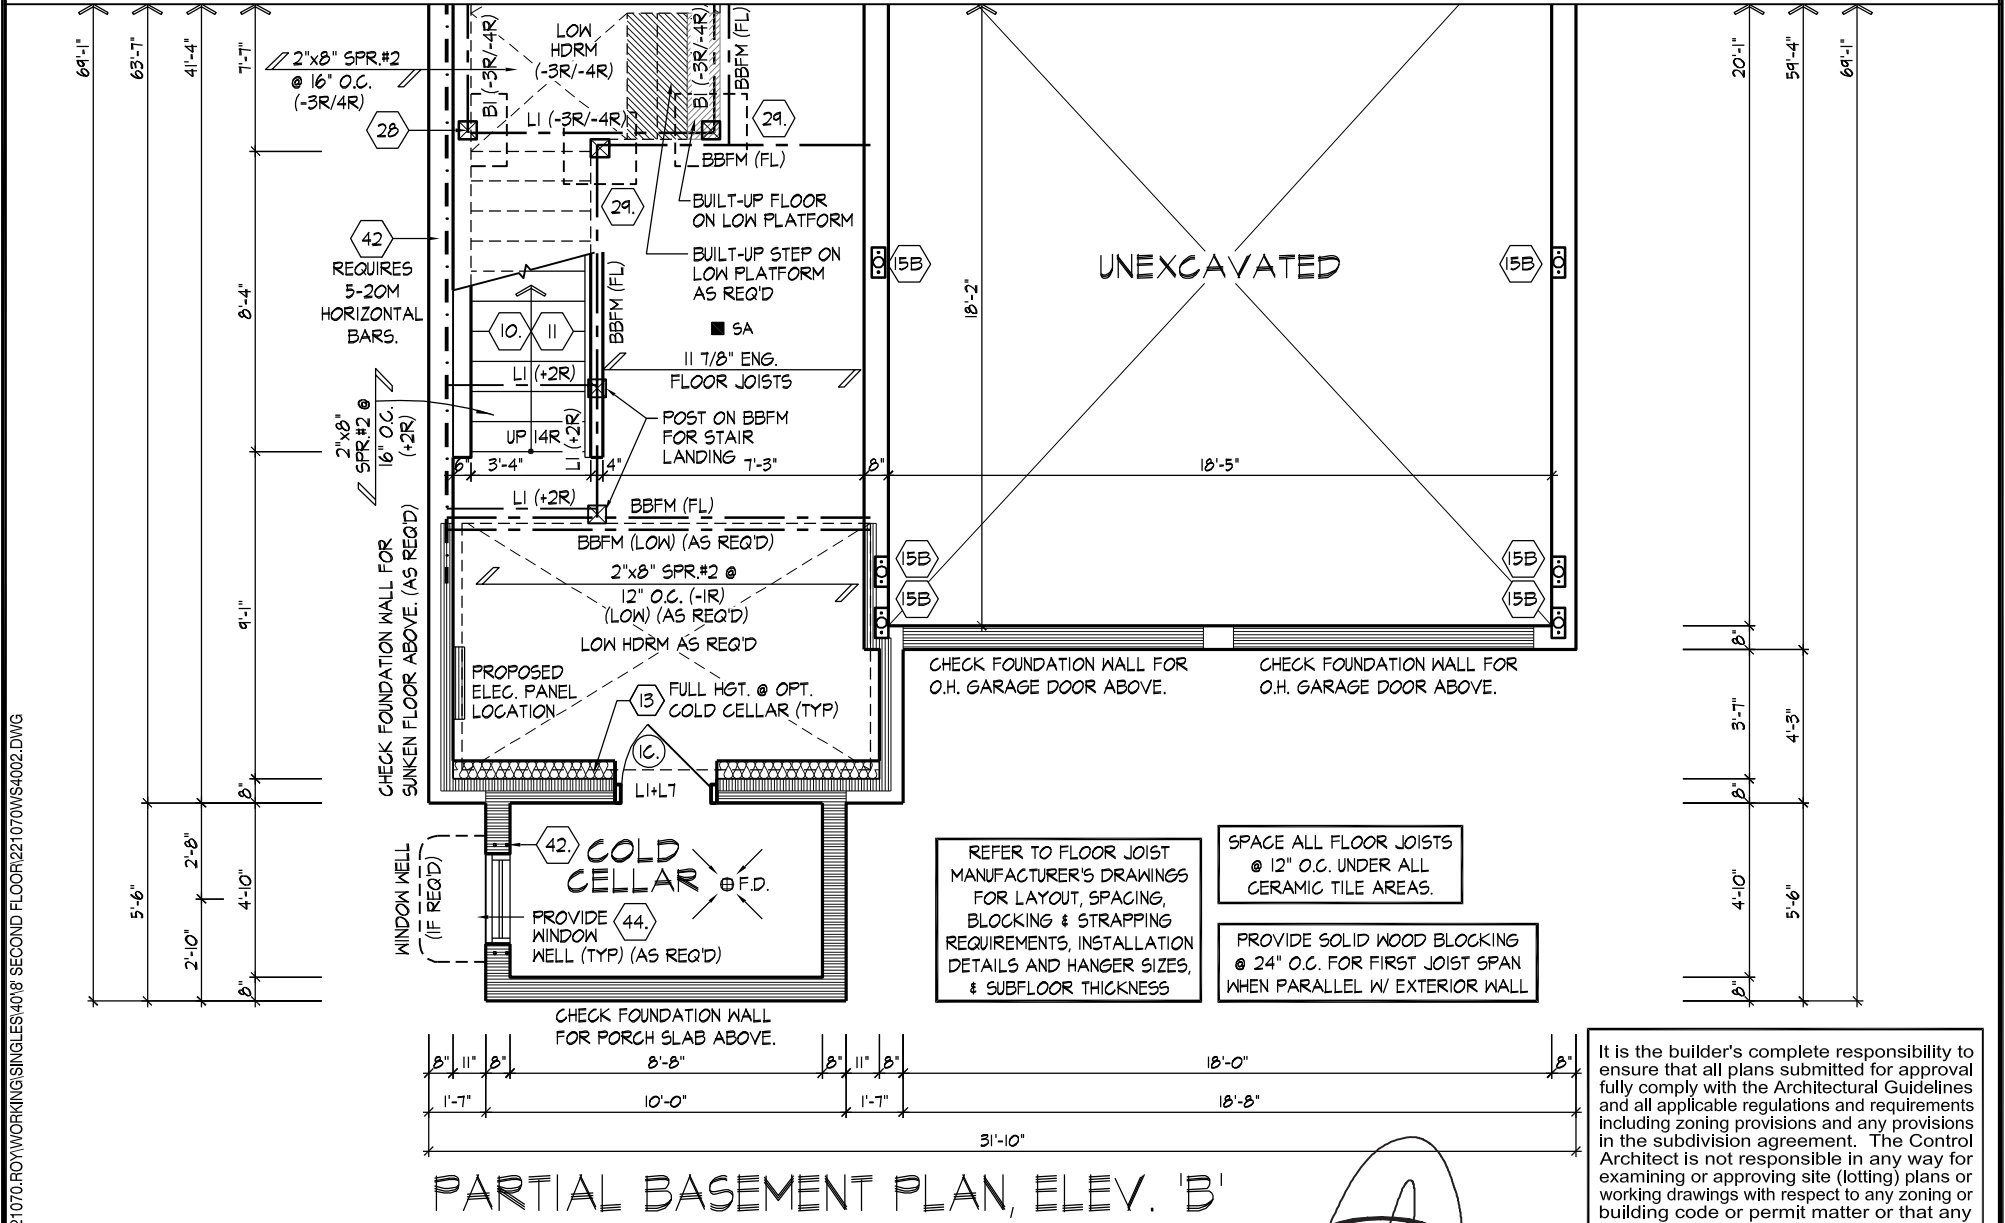 69'-1"
63'-7"
41'-4"
7'-7"
2"x8" SPR.#2
@ 16" O.C.
(-3R/4R)
B1 (-3R/-4R)
LOW
HDRM
(-3R/-4R)
B1 (-3R/-4R)
BBFM (FL)
20'-1"
59'-4"
69'-1"
28
L1 (-3R/-4R)
29.
BBFM (FL)
BUILT-UP FLOOR
ON LOW PLATFORM
29.
42
REQUIRES
5-20M
HORIZONTAL
BARS.
BUILT-UP STEP ON
LOW PLATFORM
AS REQ'D
15B
UNEXCAVATED
15B
8'-4"
18'-2"
10.
11
BBFM (FL)
SA
11 7/8" ENG.
FLOOR JOISTS
L1 (+2R)
2"x8"
SPR.#2 @
16" O.C.
(+2R)
UP 14R
L1 (+2R)
POST ON BBFM
FOR STAIR
LANDING
6"
3'-4"
4"
7'-3"
8"
18'-5"
L1 (+2R)
BBFM (FL)
BBFM (LOW) (AS REQ'D)
2"x8" SPR.#2 @
12" O.C. (-1R)
(LOW) (AS REQ'D)
LOW HDRM AS REQ'D
15B
15B
15B
15B
9'-1"
CHECK FOUNDATION WALL FOR
SUNKEN FLOOR ABOVE. (AS REQ'D)
PROPOSED
ELEC. PANEL
LOCATION
13
FULL HGT. @ OPT.
COLD CELLAR (TYP)
CHECK FOUNDATION WALL FOR
O.H. GARAGE DOOR ABOVE.
CHECK FOUNDATION WALL FOR
O.H. GARAGE DOOR ABOVE.
8"
3'-7"
4'-3"
1C.
L1+L7
8"
8"
2'-8"
5'-6"
4'-10"
2'-10"
8"
WINDOW WELL
(IF REQ'D)
42.
COLD
CELLAR
F.D.
PROVIDE
WINDOW
WELL (TYP) (AS REQ'D)
44.
REFER TO FLOOR JOIST
MANUFACTURER'S DRAWINGS
FOR LAYOUT, SPACING,
BLOCKING & STRAPPING
REQUIREMENTS, INSTALLATION
DETAILS AND HANGER SIZES,
& SUBFLOOR THICKNESS
SPACE ALL FLOOR JOISTS
@ 12" O.C. UNDER ALL
CERAMIC TILE AREAS.
PROVIDE SOLID WOOD BLOCKING
@ 24" O.C. FOR FIRST JOIST SPAN
WHEN PARALLEL W/ EXTERIOR WALL
4'-10"
5'-6"
8"
CHECK FOUNDATION WALL
FOR PORCH SLAB ABOVE.
8"
11"
8"
8'-8"
8"
11"
8"
18'-0"
8"
1'-7"
10'-0"
1'-7"
18'-8"
31'-10"
PARTIAL BASEMENT PLAN, ELEV. 'B'
It is the builder's complete responsibility to
ensure that all plans submitted for approval
fully comply with the Architectural Guidelines
and all applicable regulations and requirements
including zoning provisions and any provisions
in the subdivision agreement. The Control
Architect is not responsible in any way for
examining or approving site (lotting) plans or
working drawings with respect to any zoning or
building code or permit matter or that any
21070.ROY\WORKING\SINGLES\40\8' SECOND FLOOR\221070WS4002.DWG